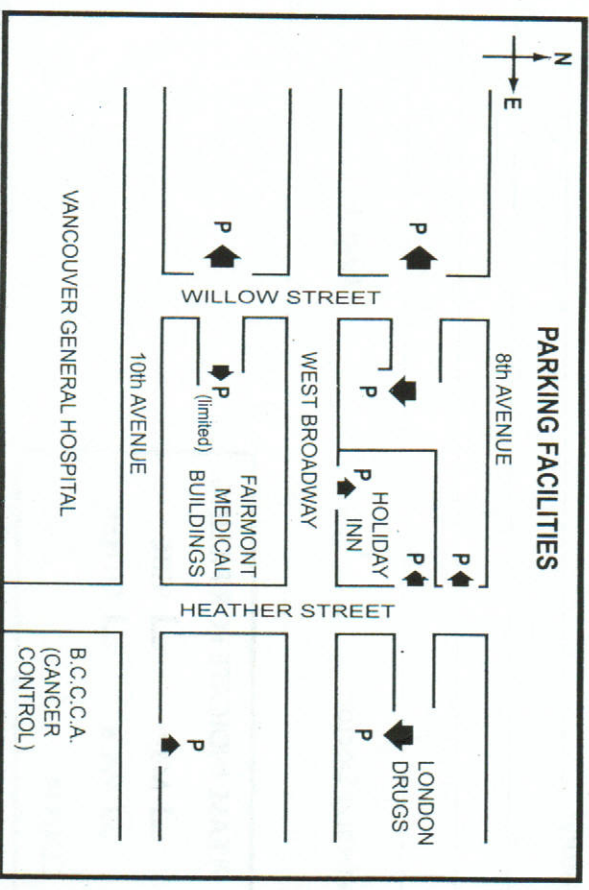 N
E
PARKING FACILITIES
8th AVENUE
P
P
P
P
P
HOLIDAY
INN
LONDON
DRUGS
P
WEST BROADWAY
WILLOW STREET
HEATHER STREET
P
P
(limited)
FAIRMONT
MEDICAL
BUILDINGS
P
10th AVENUE
VANCOUVER GENERAL HOSPITAL
B.C.C.A.
(CANCER
CONTROL)